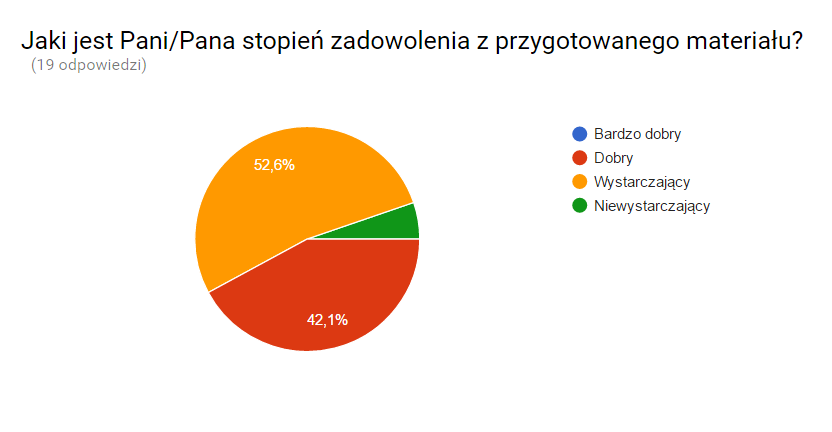 Jaki jest Pani/Pana stopień zadowolenia z przygotowanego materiału?
(19 odpowiedzi)
52,6%
42,1%
Bardzo dobry
Dobry
Wystarczający
Niewystarczający